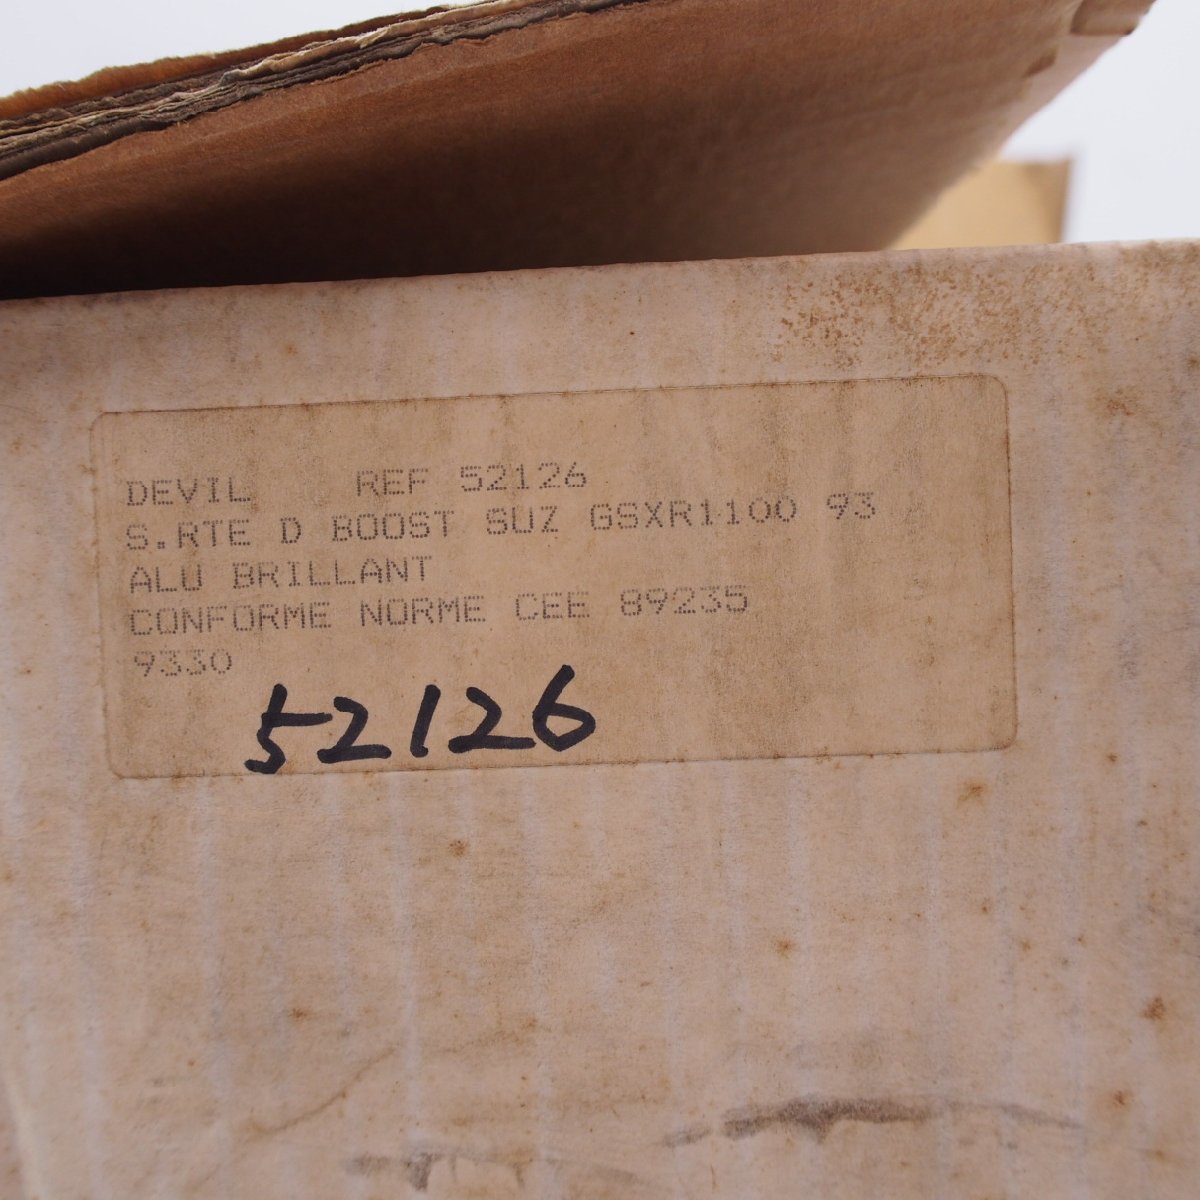 DEVIL REF 52126
S.RTE D BOOST SUZ GSXR1100 93
ALU BRILLANT
CONFORME NORME CEE 89235
9330
52126